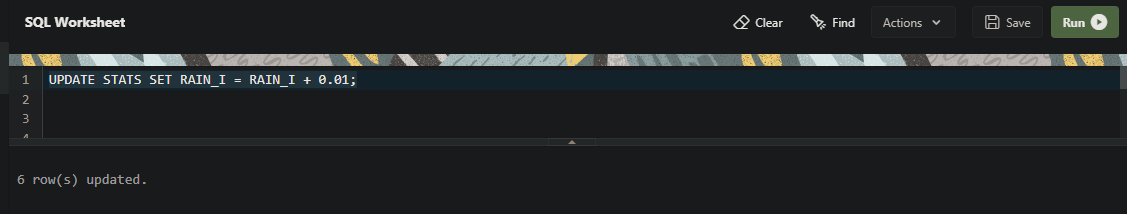 SQL Worksheet
Clear
Find
Actions
Save
Run
1 UPDATE STATS SET RAIN_I = RAIN_I + 0.01;
2
3
4
6 row(s) updated.